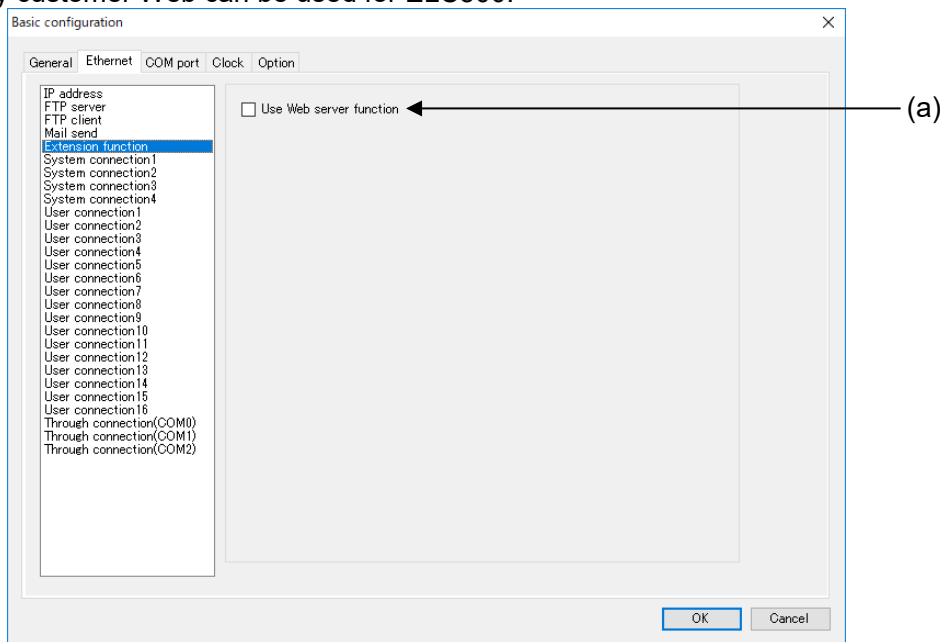 y customer Web can be used for
Basic configuration
General Ethernet COM port Clock Option
IP address
FTP server
FTP client
Mail send
Extension function
System connection1
System connection2
System connection3
System connection4
User connection1
User connection2
User connection3
User connection4
User connection5
User connection6
User connection7
User connection8
User connection9
User connection10
User connection11
User connection12
User connection13
User connection14
User connection15
User connection16
Through connection(COM0)
Through connection(COM1)
Through connection(COM2)
Use Web server function
(a)
OK Cancel